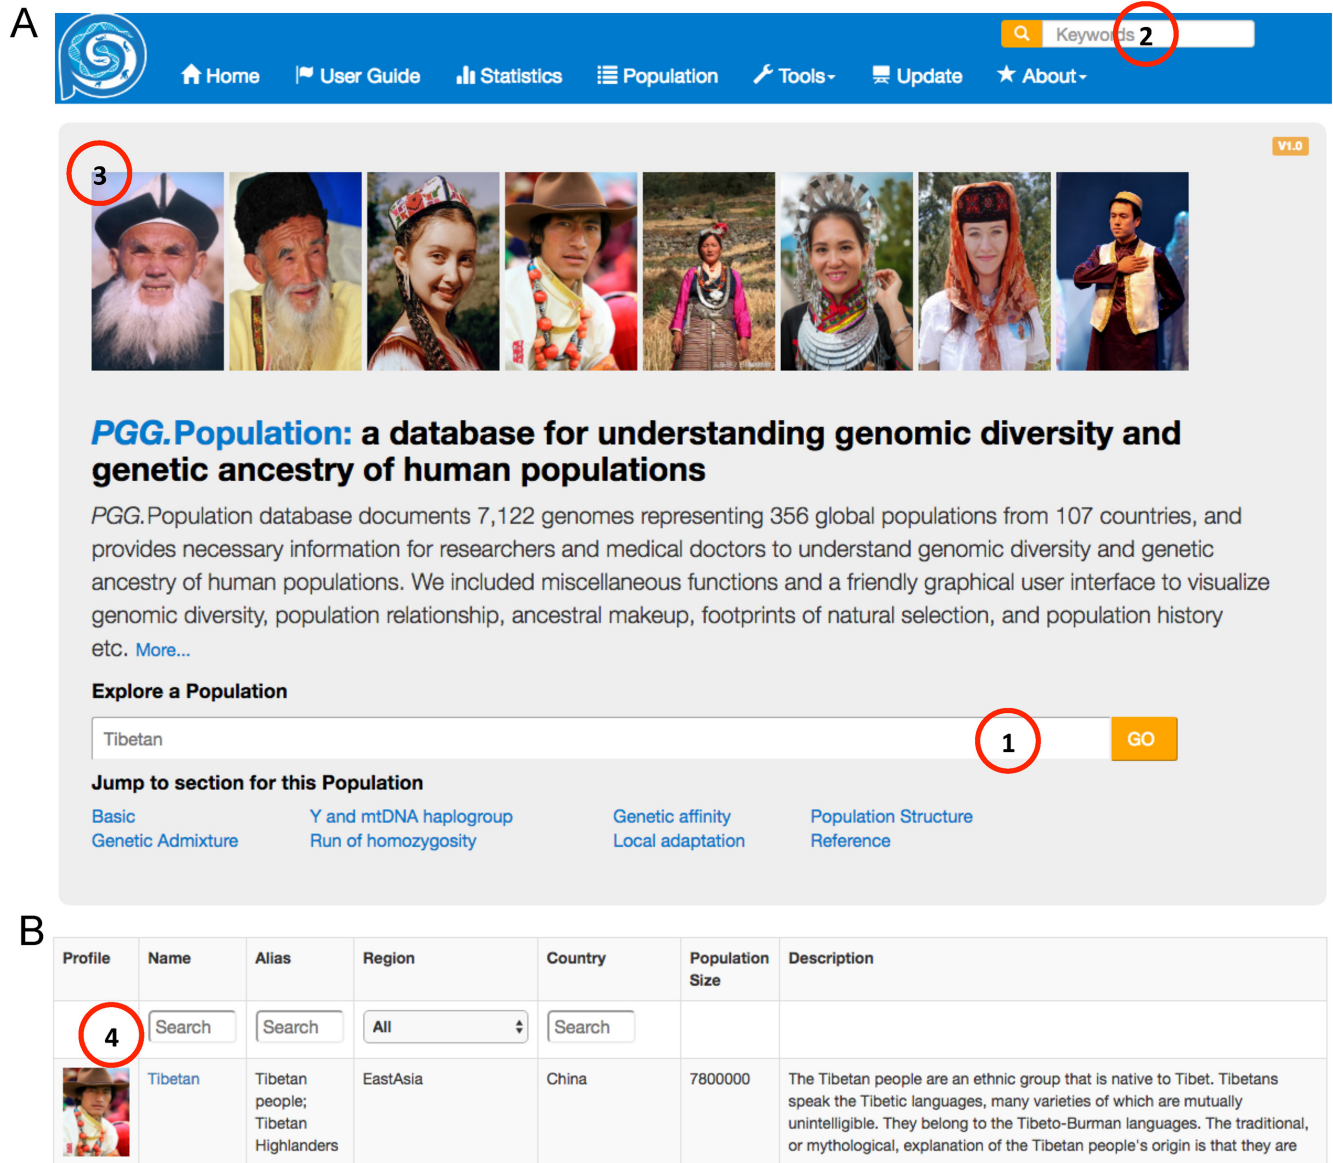 A
Keywords 2
Home User Guide Statistics Population Tools Update About
V1.0
3
PGG.Population: a database for understanding genomic diversity and
genetic ancestry of human populations
PGG.Population database documents 7,122 genomes representing 356 global populations from 107 countries, and
provides necessary information for researchers and medical doctors to understand genomic diversity and genetic
ancestry of human populations. We included miscellaneous functions and a friendly graphical user interface to visualize
genomic diversity, population relationship, ancestral makeup, footprints of natural selection, and population history
etc. More...
Explore a Population
Tibetan 1 GO
Jump to section for this Population
Basic Y and mtDNA haplogroup Genetic affinity Population Structure
Genetic Admixture Run of homozygosity Local adaptation Reference
B
Profile Name Alias Region Country Population Description
Size
4 Search Search All Search
Tibetan Tibetan EastAsia China 7800000 The Tibetan people are an ethnic group that is native to Tibet. Tibetans
people; speak the Tibetic languages, many varieties of which are mutually
Tibetan unintelligible. They belong to the Tibeto-Burman languages. The traditional,
Highlanders or mythological, explanation of the Tibetan people's origin is that they are